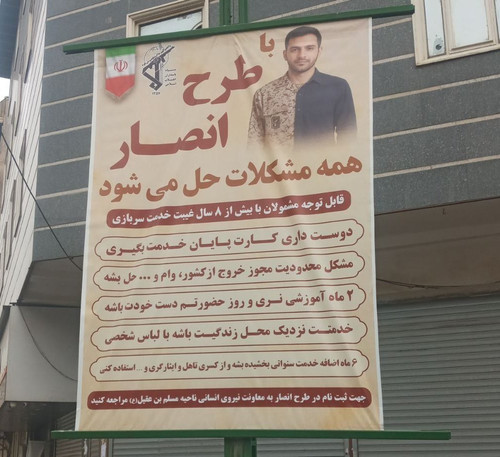 با
طرح
انصار
همه مشکلات حل می شود
قابل توجه مشمولان با بیش از ۸ سال غیبت خدمت سربازی
دوست داری کارت پایان خدمت بگیری
مشکل محدودیت مجوز خروج ازکشور، وام و ... حل بشه
۲ ماه آموزشی نری و روز حضورتم دست خودت باشه
خدمتت نزدیک محل زندگیت باشه با لباس شخصی
۶ ماه اضافه خدمت سنواتی بخشیده بشه و از کسری تاهل و ایثارگری و ... استفاده کنی
جهت ثبت نام در طرح انصار به معاونت نیروی انسانی ناحیه مسلم بن عقیل(ع) مراجعه کنید